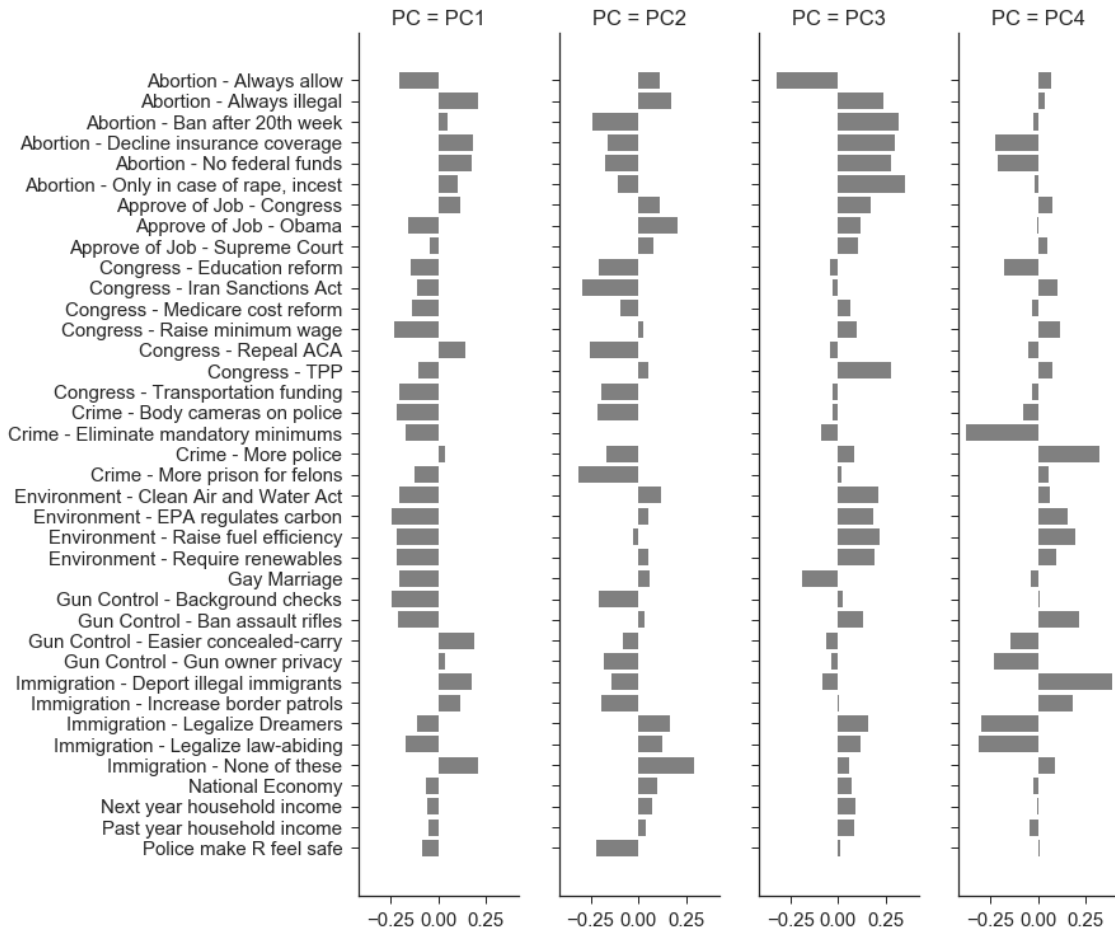 PC = PC1 PC = PC2 PC = PC3 PC = PC4
Abortion - Always allow
Abortion - Always illegal
Abortion - Ban after 20th week
Abortion - Decline insurance coverage
Abortion - No federal funds
Abortion - Only in case of rape, incest
Approve of Job - Congress
Approve of Job - Obama
Approve of Job - Supreme Court
Congress - Education reform
Congress - Iran Sanctions Act
Congress - Medicare cost reform
Congress - Raise minimum wage
Congress - Repeal ACA
Congress - TPP
Congress - Transportation funding
Crime - Body cameras on police
Crime - Eliminate mandatory minimums
Crime - More police
Crime - More prison for felons
Environment - Clean Air and Water Act
Environment - EPA regulates carbon
Environment - Raise fuel efficiency
Environment - Require renewables
Gay Marriage
Gun Control - Background checks
Gun Control - Ban assault rifles
Gun Control - Easier concealed-carry
Gun Control - Gun owner privacy
Immigration - Deport illegal immigrants
Immigration - Increase border patrols
Immigration - Legalize Dreamers
Immigration - Legalize law-abiding
Immigration - None of these
National Economy
Next year household income
Past year household income
Police make R feel safe
−0.25 0.00 0.25 −0.25 0.00 0.25 −0.25 0.00 0.25 −0.25 0.00 0.25